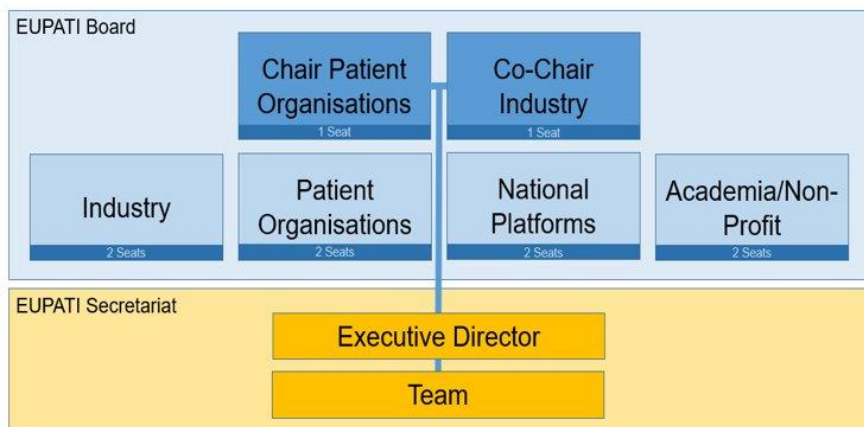 EUPATI Board
Chair Patient
Organisations
1 Seat
Co-Chair
Industry
1 Seat
Industry
2 Seats
Patient
Organisations
2 Seats
National
Platforms
2 Seats
Academia/Non-
Profit
2 Seats
EUPATI Secretariat
Executive Director
Team